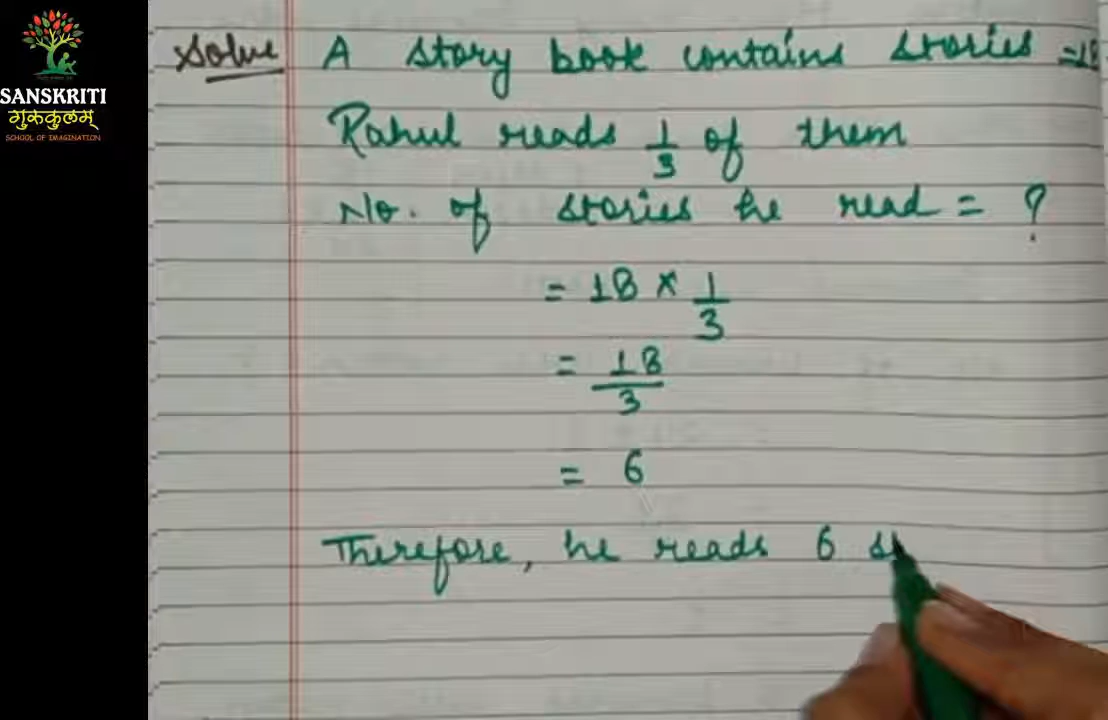 SANSKRITI
गुरुकुलम्
SCHOOL OF IMAGINATION
Solve A story book contains stories =18
Rahul reads 1/3 of them
No. of stories he read = ?
= 18 × 1/3
= 18/3
= 6
Therefore, he reads 6 s